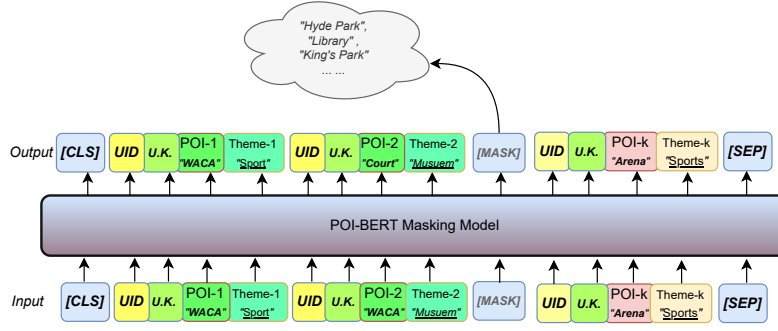 "Hyde Park",
"Library" ,
"King's Park"
... ...
Output [CLS] UID U.K. POI-1 "WACA" Theme-1 "Sport" UID U.K. POI-2 "Court" Theme-2 "Musuem" [MASK] UID U.K. POI-k "Arena" Theme-k "Sports" [SEP]
POI-BERT Masking Model
Input [CLS] UID U.K. POI-1 "WACA" Theme-1 "Sport" UID U.K. POI-2 "WACA" Theme-2 "Musuem" [MASK] UID U.K. POI-k "Arena" Theme-k "Sports" [SEP]